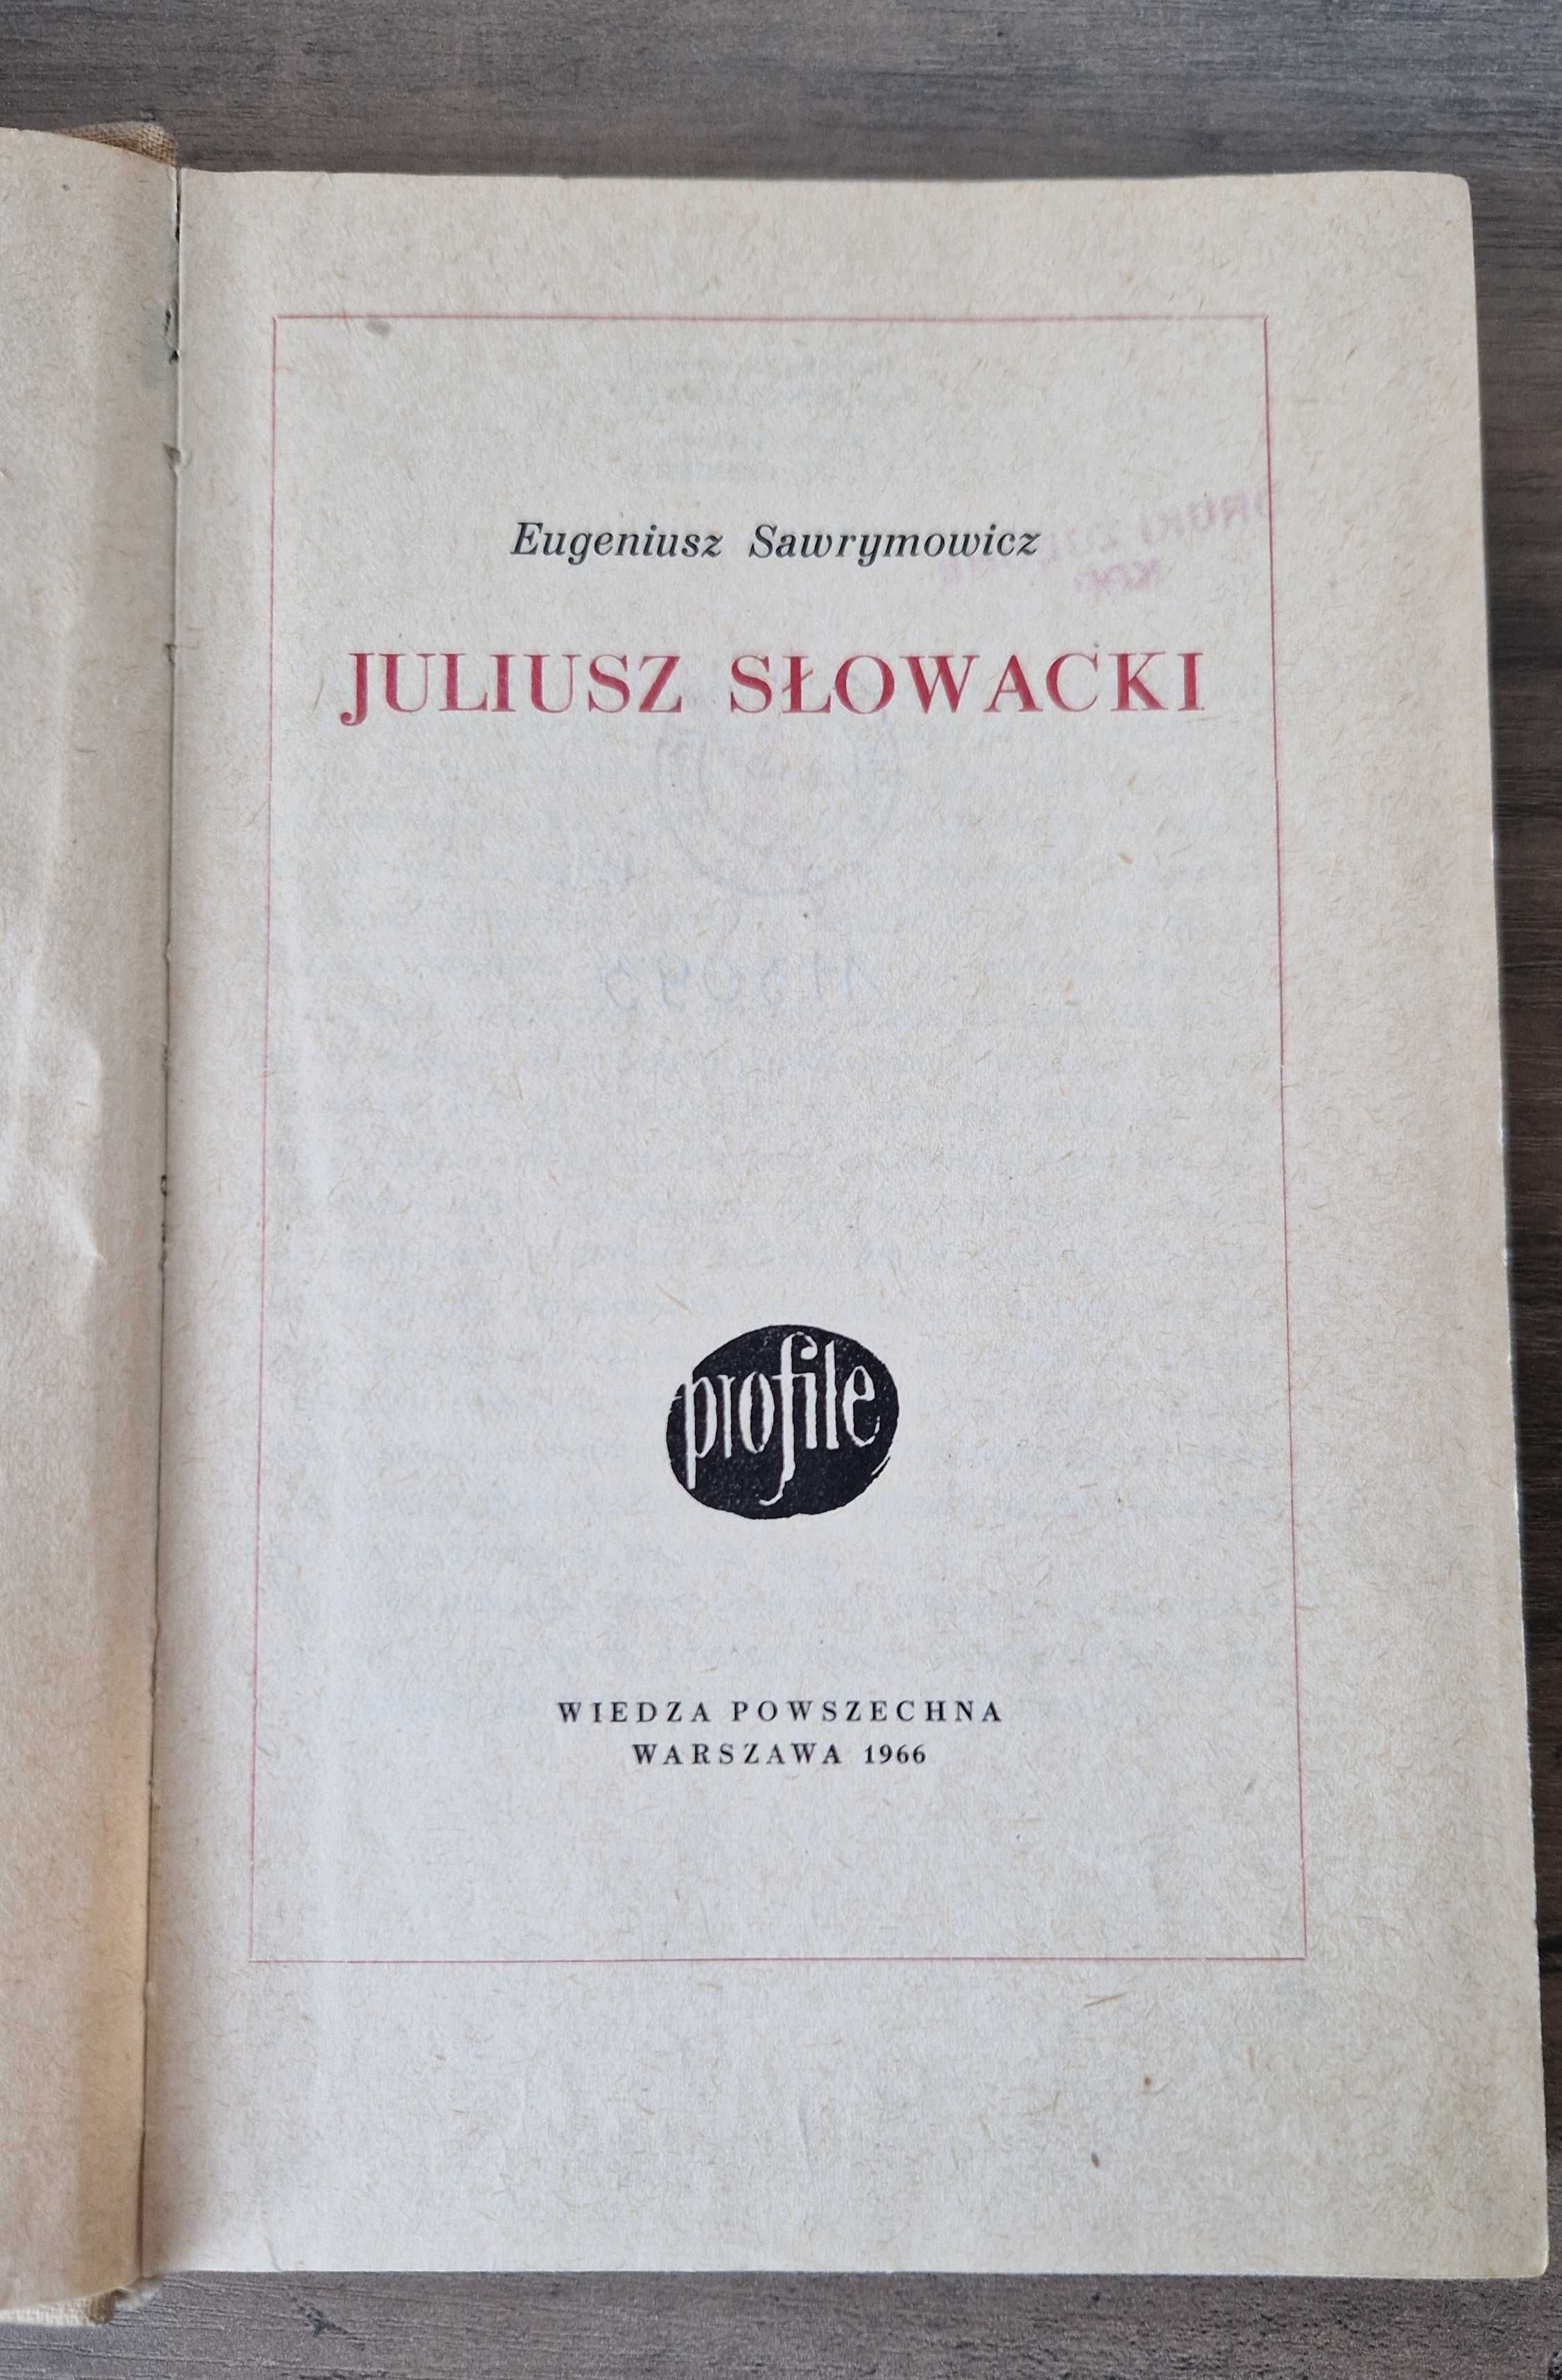 Eugeniusz Sawrymowicz
JULIUSZ SŁOWACKI
profile
WIEDZA POWSZECHNA
WARSZAWA 1966